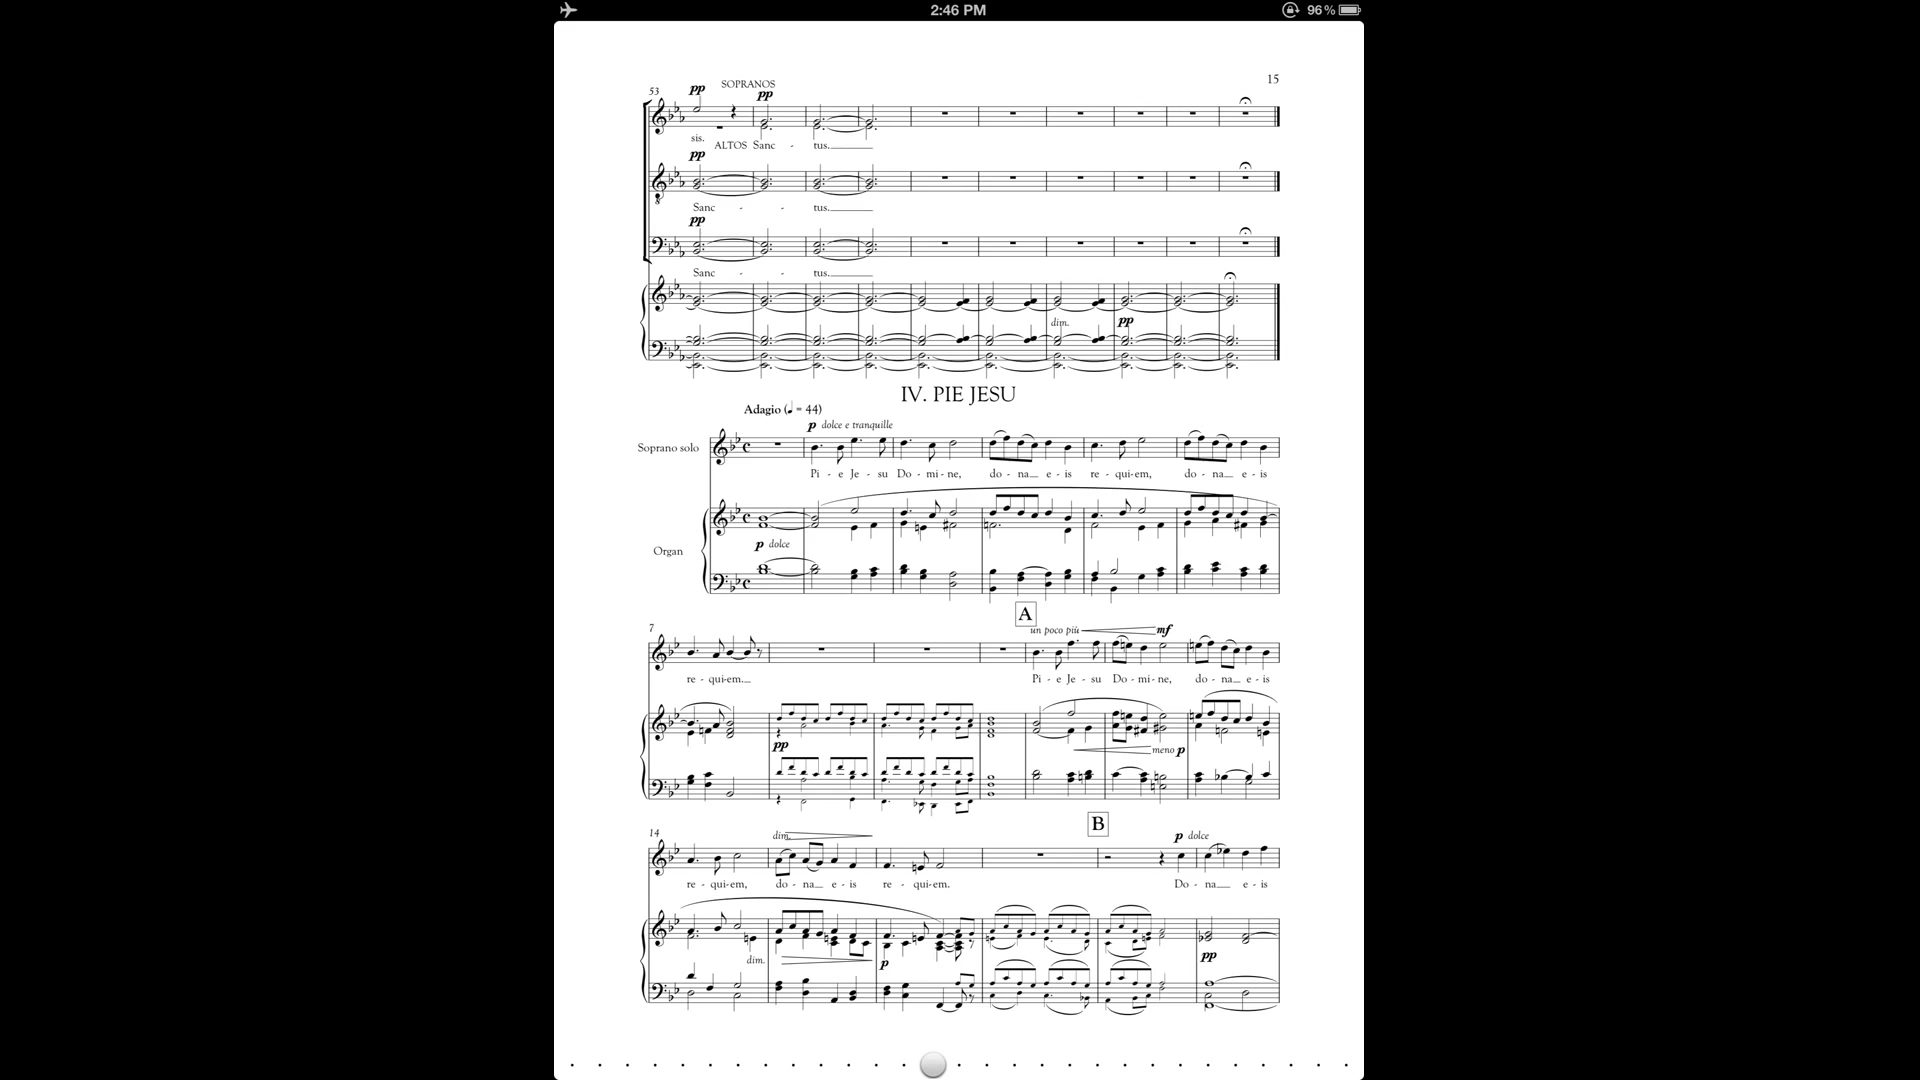 2:46 PM
96%
15
53
pp SOPRANOS
pp
sis.
ALTOS Sanc - tus.
pp
Sanc - - tus.
pp
Sanc - - tus.
dim. pp
IV. PIE JESU
Adagio (♩ = 44)
p dolce e tranquille
Soprano solo
Pi - e Je - su Do - mi - ne, do - na e - is re - qui - em, do - na e - is
p dolce
Organ
A
7
un poco più mf
re - qui - em. Pi - e Je - su Do - mi - ne, do - na e - is
pp
meno p
B
14
dim. p dolce
re - qui - em, do - na e - is re - qui - em. Do - na e - is
dim. p pp